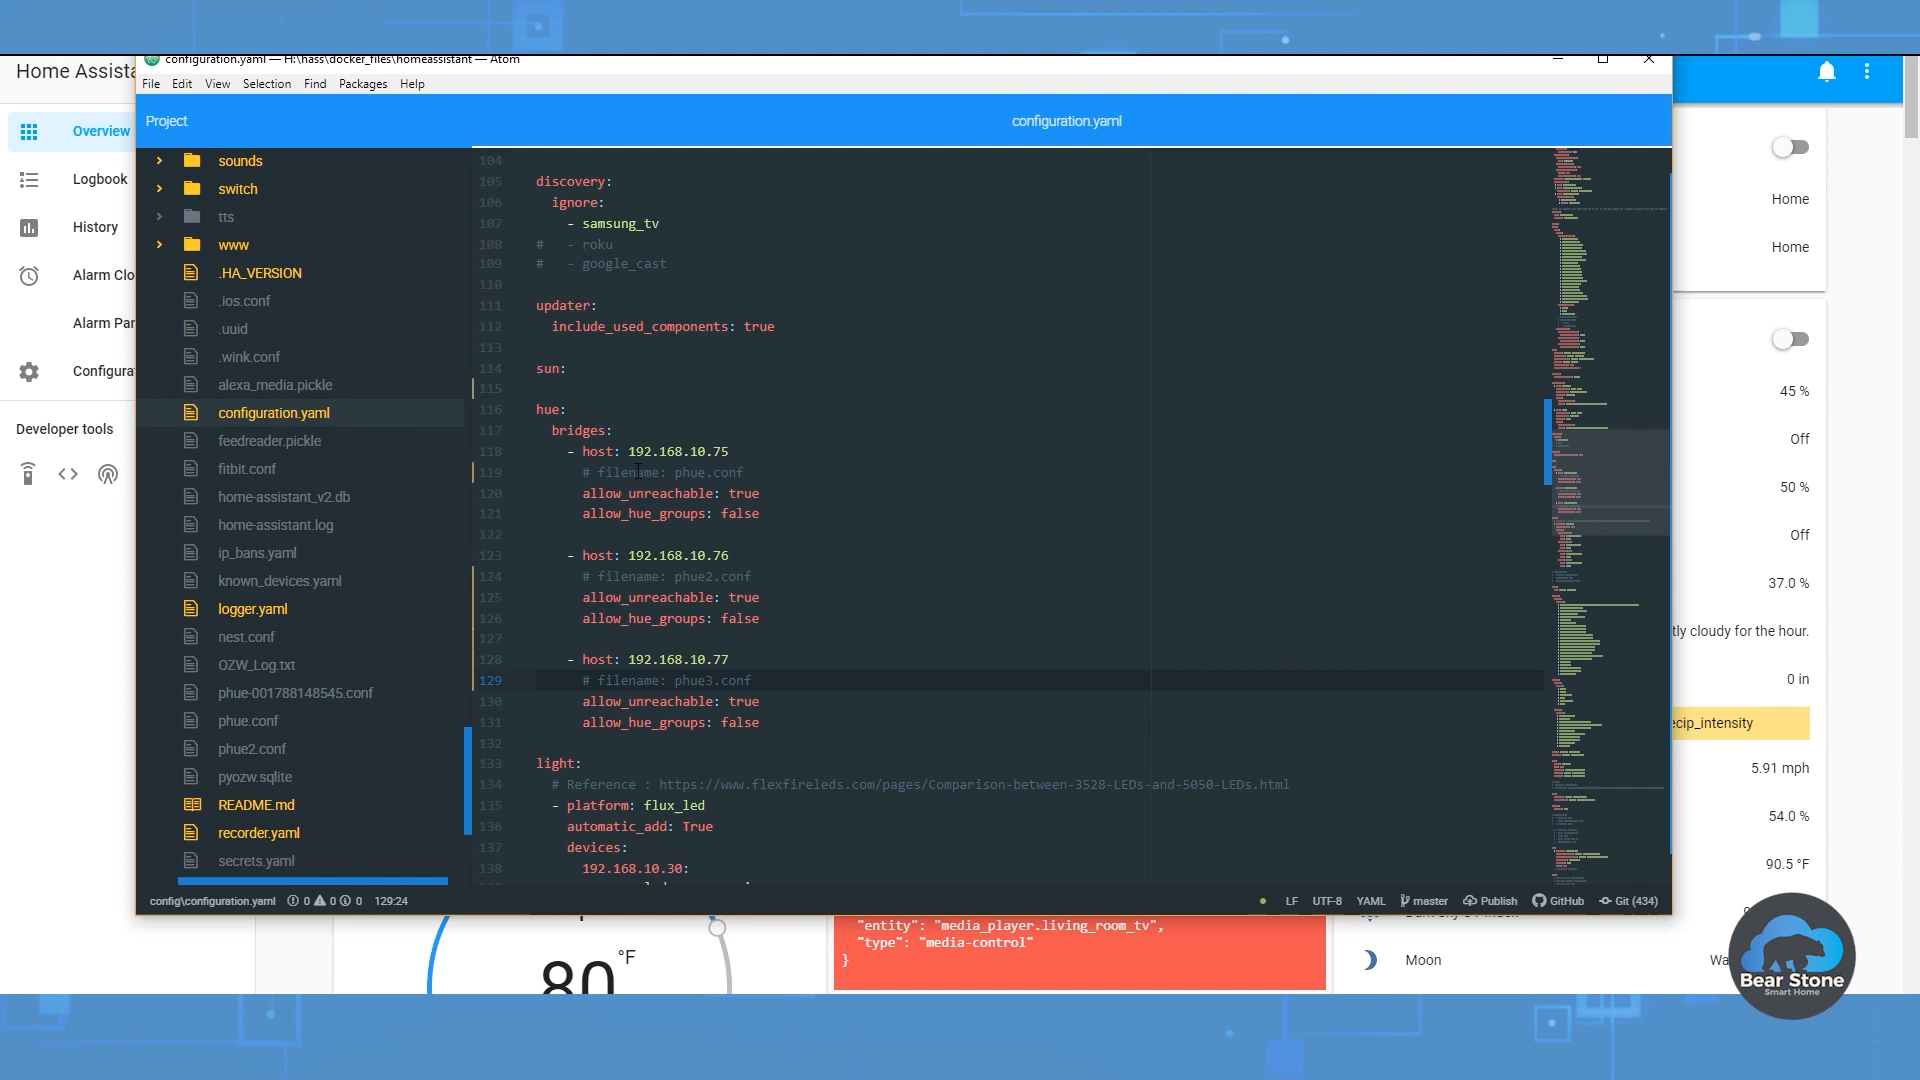 configuration.yaml — H:\hass\docker_files\homeassistant — Atom
Home Assista
File Edit View Selection Find Packages Help
Project
configuration.yaml
Overview
Logbook
History
Alarm Clo
Alarm Par
Configura
Developer tools
sounds
switch
tts
www
.HA_VERSION
.ios.conf
.uuid
.wink.conf
alexa_media.pickle
configuration.yaml
feedreader.pickle
fitbit.conf
home-assistant_v2.db
home-assistant.log
ip_bans.yaml
known_devices.yaml
logger.yaml
nest.conf
OZW_Log.txt
phue-001788148545.conf
phue.conf
phue2.conf
pyozw.sqlite
README.md
recorder.yaml
secrets.yaml
104
105 discovery:
106 ignore:
107 - samsung_tv
108 # - roku
109 # - google_cast
110
111 updater:
112 include_used_components: true
113
114 sun:
115
116 hue:
117 bridges:
118 - host: 192.168.10.75
119 # filename: phue.conf
120 allow_unreachable: true
121 allow_hue_groups: false
122
123 - host: 192.168.10.76
124 # filename: phue2.conf
125 allow_unreachable: true
126 allow_hue_groups: false
127
128 - host: 192.168.10.77
129 # filename: phue3.conf
130 allow_unreachable: true
131 allow_hue_groups: false
132
133 light:
134 # Reference : https://www.flexfireleds.com/pages/Comparison-between-3528-LEDs-and-5050-LEDs.html
135 - platform: flux_led
136 automatic_add: True
137 devices:
138 192.168.10.30:
config\configuration.yaml 0 0 0 129:24
LF UTF-8 YAML master Publish GitHub Git (434)
Home
Home
45 %
Off
50 %
Off
37.0 %
tly cloudy for the hour.
0 in
ecip_intensity
5.91 mph
54.0 %
90.5 °F
80 °F
"entity": "media_player.living_room_tv",
"type": "media-control"
}
Moon
Wa
Bear Stone
Smart Home